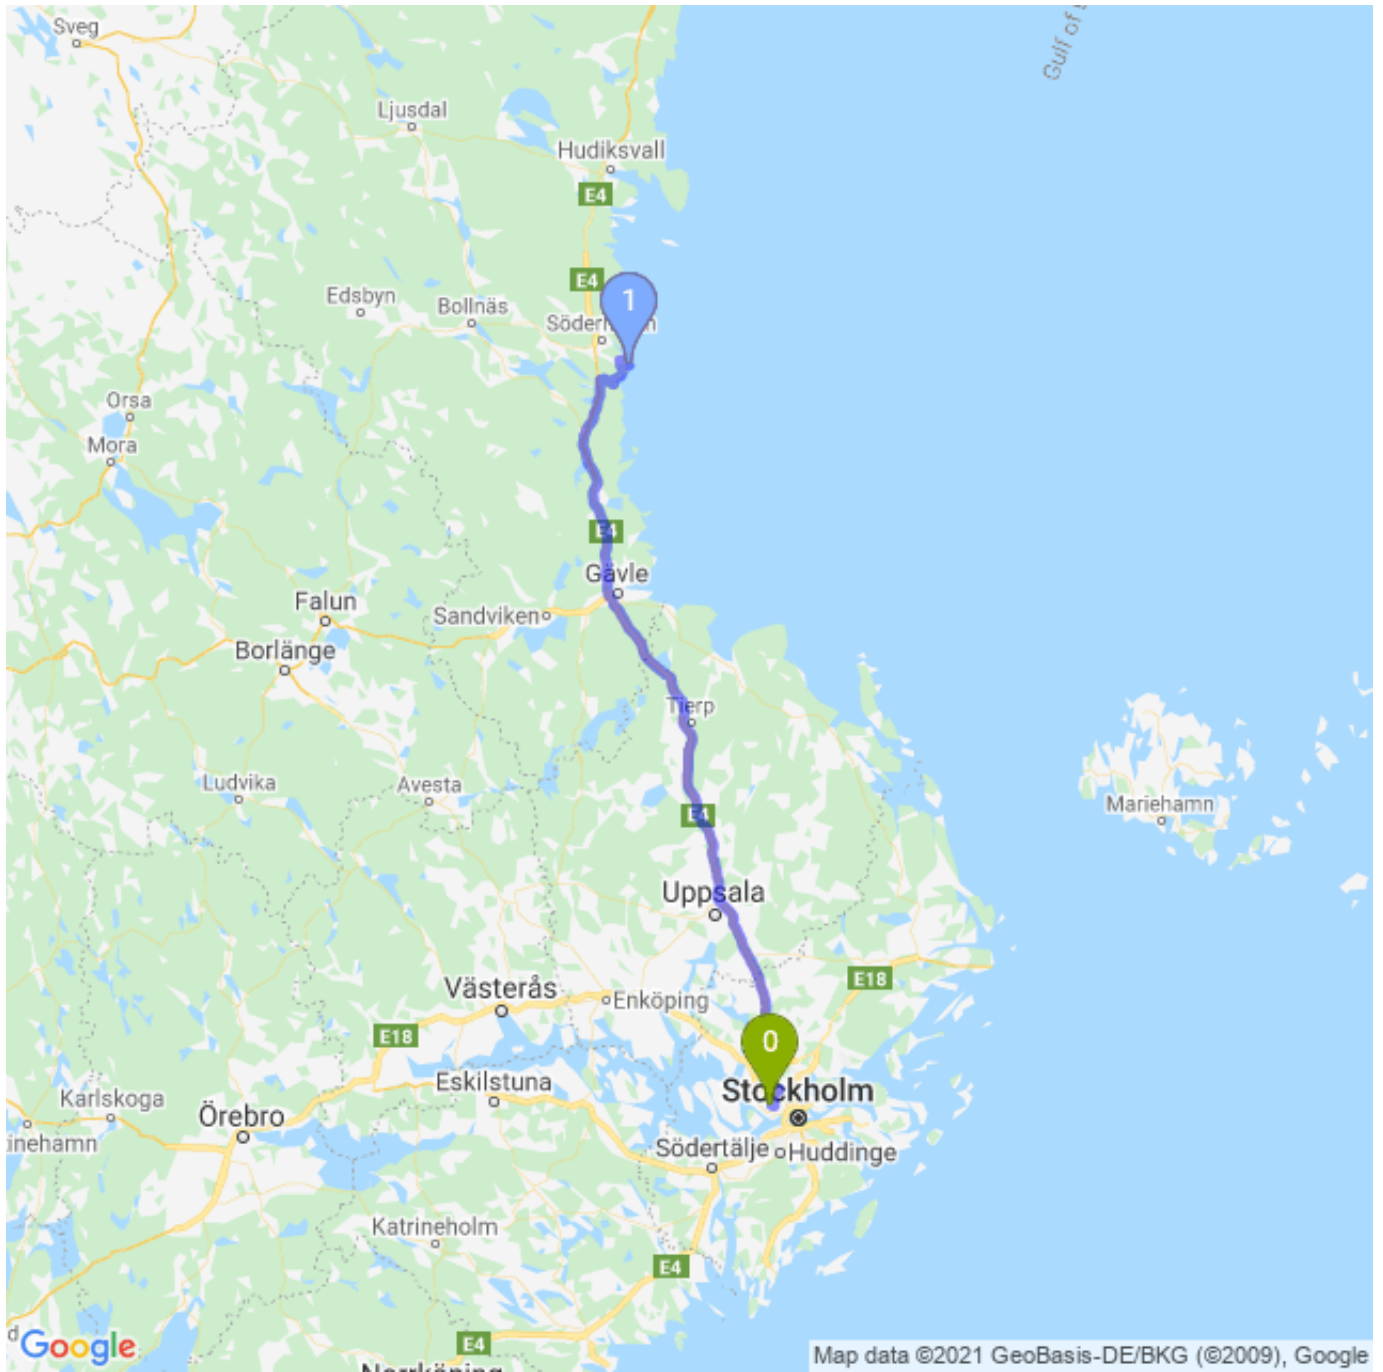 Sveg
Gulf of
Ljusdal
Hudiksvall
E4
E4
1
Edsbyn
Bollnäs
Orsa
Mora
E4
Gävle
Falun
Sandviken
Borlänge
Tierp
Ludvika
Avesta
Mariehamn
E4
Uppsala
E18
Västerås
Enköping
E18
0
Eskilstuna
Stockholm
Karlskoga
Örebro
tinehamn
Södertälje
Huddinge
Katrineholm
E4
d
Google
E4
Norrköping
Map data ©2021 GeoBasis-DE/BKG (©2009), Google